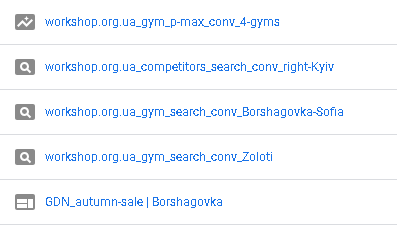 workshop.org.ua_gym_p-max_conv_4-gyms
workshop.org.ua_competitors_search_conv_right-Kyiv
workshop.org.ua_gym_search_conv_Borshagovka-Sofia
workshop.org.ua_gym_search_conv_Zoloti
GDN_autumn-sale | Borshagovka